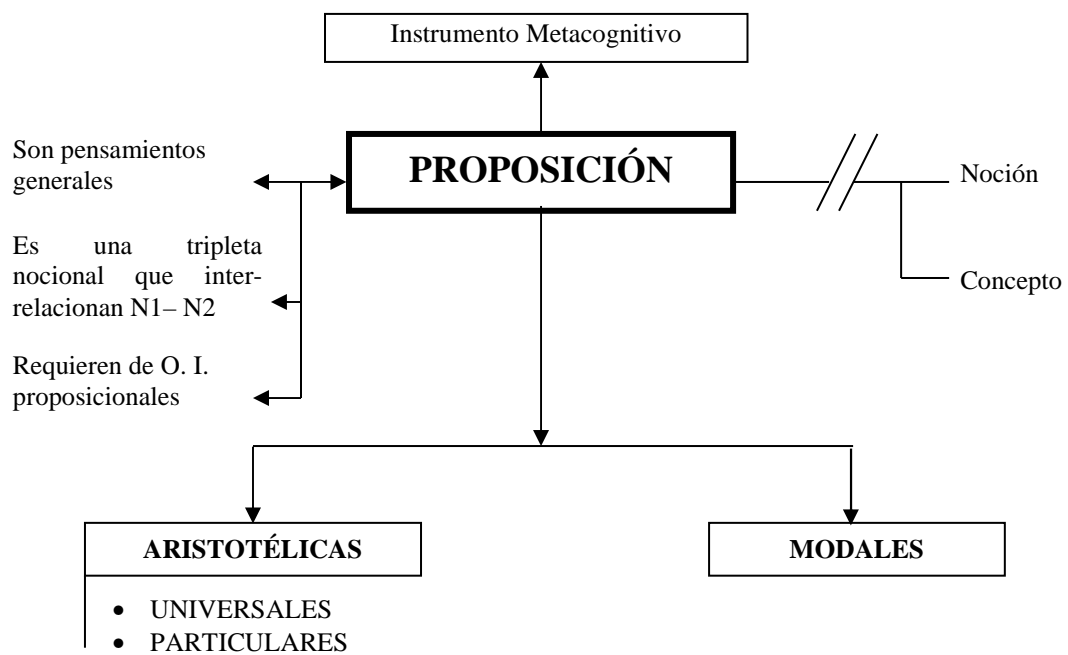 Instrumento Metacognitivo
PROPOSICIÓN
Son pensamientos
generales
Es una tripleta
nocional que inter-
relacionan N1– N2
Requieren de O. I.
proposicionales
Noción
Concepto
ARISTOTÉLICAS
• UNIVERSALES
• PARTICULARES
MODALES